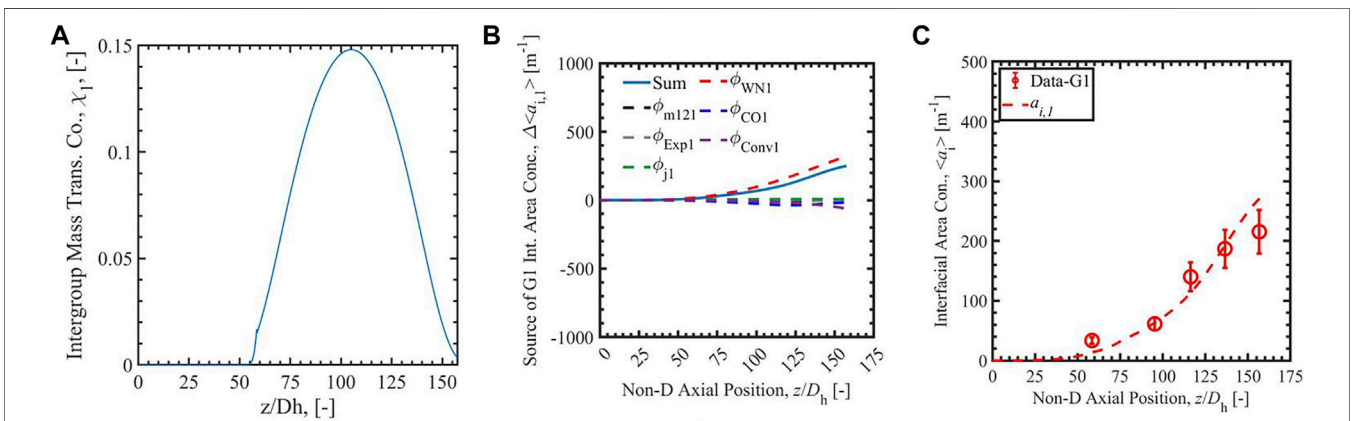 A
Intergroup Mass Trans. Co., χ1, [-]
0.15
0.1
0.05
0
0 25 50 75 100 125 150
z/Dh, [-]
B
Source of G1 Int. Area Conc., Δ<ai,1> [m-1]
1000
500
0
-500
-1000
Sum
ϕm121
ϕExp1
ϕj1
ϕWN1
ϕCO1
ϕConv1
0 25 50 75 100 125 150 175
Non-D Axial Position, z/Dh [-]
C
Interfacial Area Con., <ai> [m-1]
500
400
300
200
100
0
Data-G1
ai,1
0 25 50 75 100 125 150 175
Non-D Axial Position, z/Dh [-]